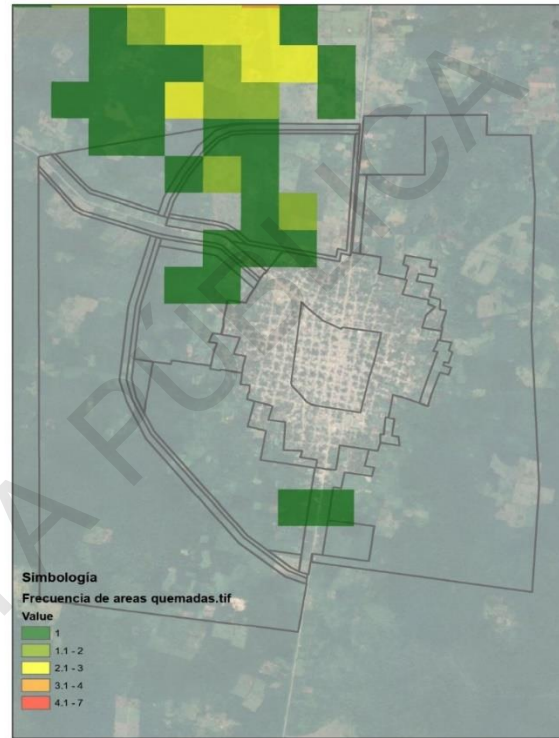 PÚBLICA
Simbología
Frecuencia de areas quemadas.tif
Value
1
1.1 - 2
2.1 - 3
3.1 - 4
4.1 - 7